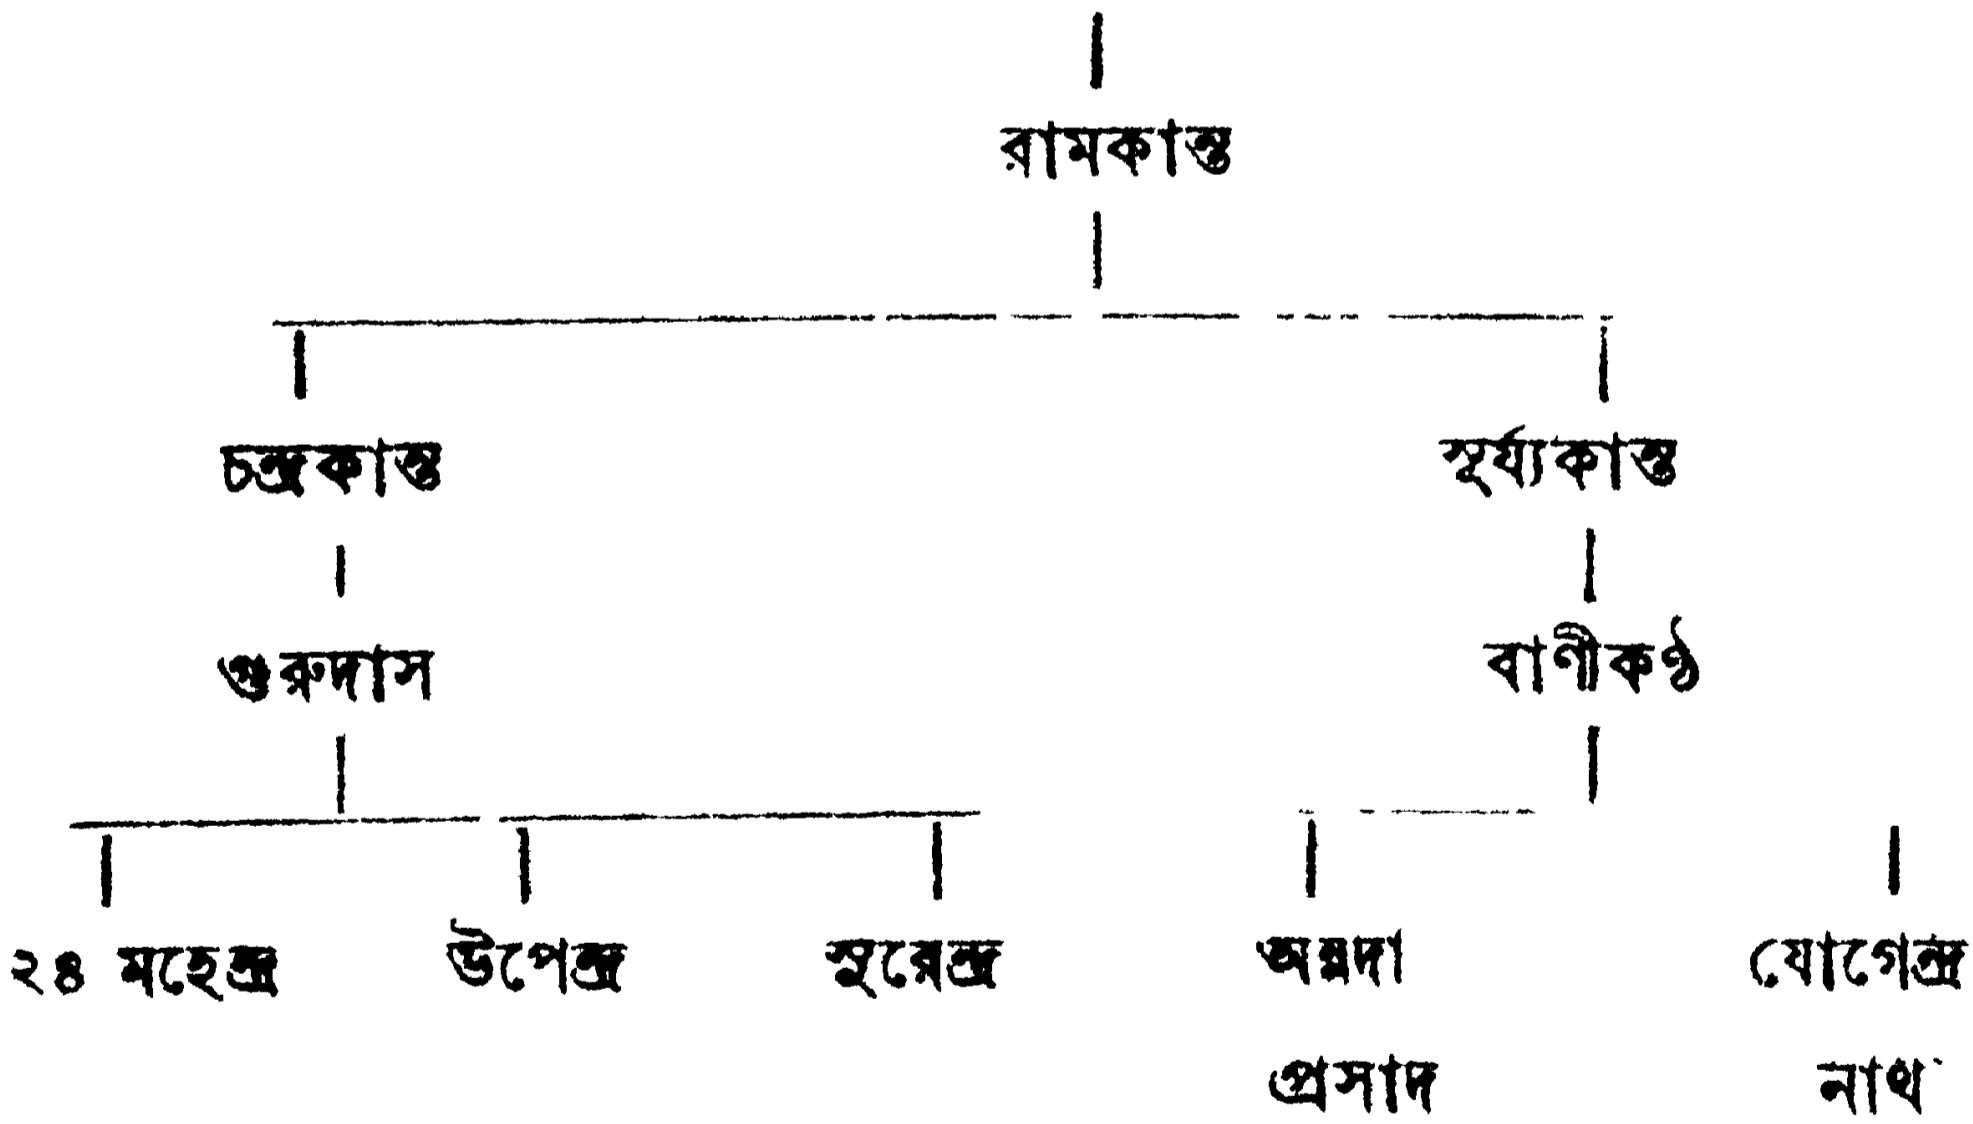 রামকান্ত
চন্দ্রকান্ত সূর্য্যকান্ত
গুরুদাস বাণীকণ্ঠ
২৪ মহেন্দ্র উপেন্দ্র সুরেন্দ্র অন্নদা যোগেন্দ্র
প্রসাদ নাথ